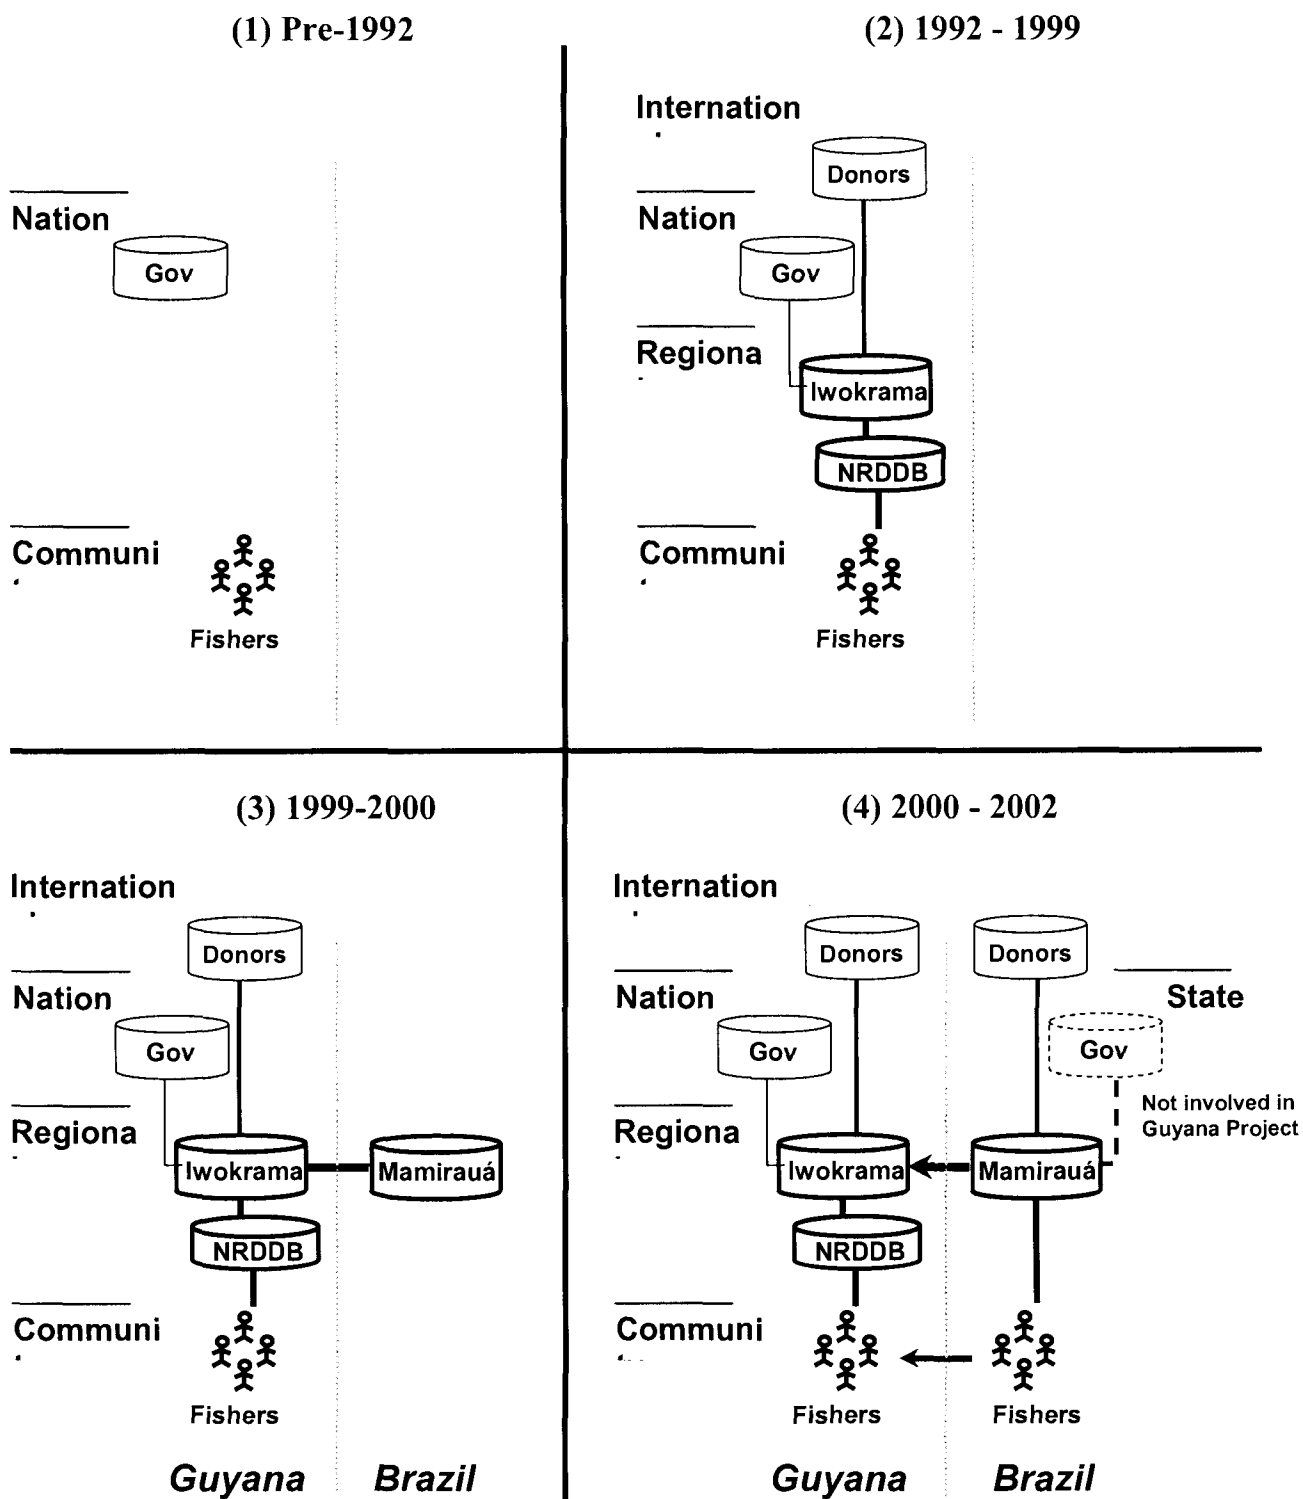 (1) Pre-1992
Nation
Gov
Communi
Fishers
(2) 1992 - 1999
Internation
Donors
Nation
Gov
Regiona
Iwokrama
NRDDB
Communi
Fishers
(3) 1999-2000
Internation
Donors
Nation
Gov
Regiona
Iwokrama
Mamirauá
NRDDB
Communi
Fishers
Guyana
Brazil
(4) 2000 - 2002
Internation
Donors
Donors
Nation
State
Gov
Gov
Not involved in
Guyana Project
Regiona
Iwokrama
Mamirauá
NRDDB
Communi
Fishers
Fishers
Guyana
Brazil